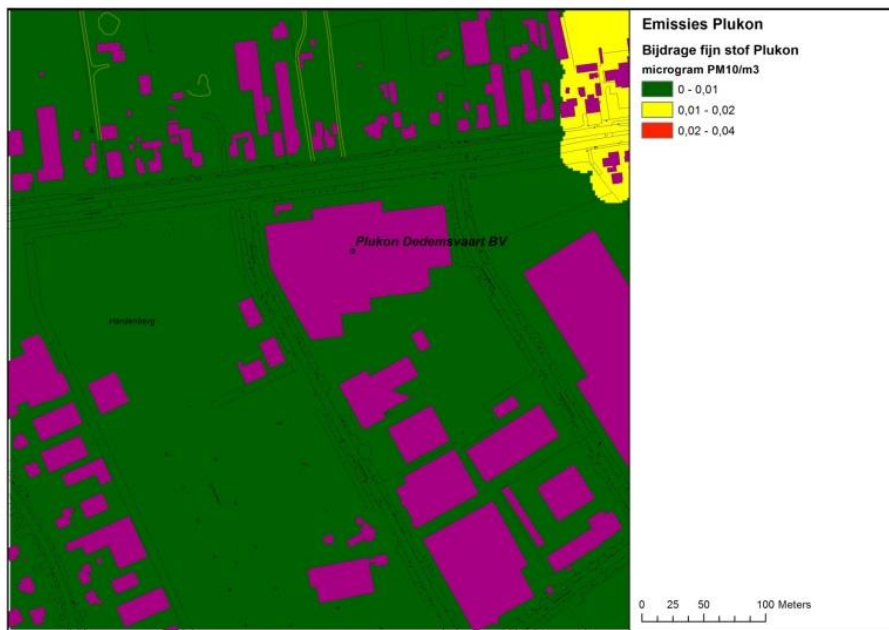 Emissies Plukon
Bijdrage fijn stof Plukon
microgram PM10/m3
0 - 0,01
0,01 - 0,02
0,02 - 0,04
Plukon Dedemsvaart BV
Hardenberg
0 25 50 100 Meters